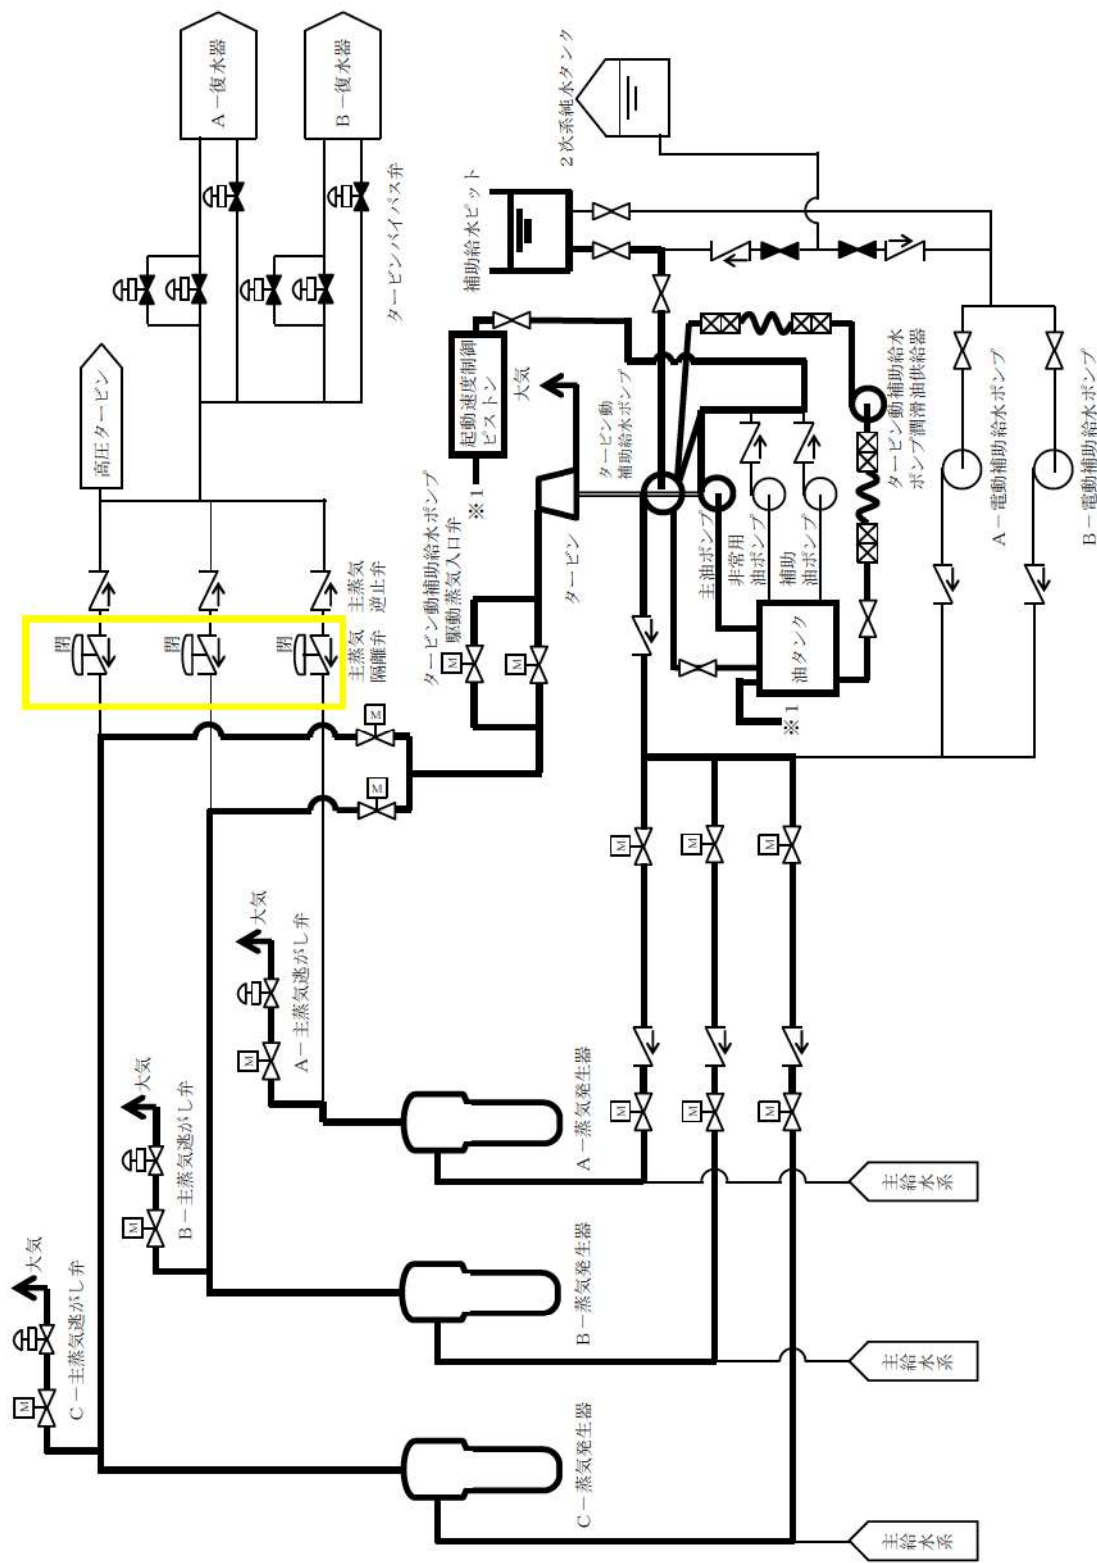 C－主蒸気逃がし弁
大気
M
B－主蒸気逃がし弁
大気
M
A－主蒸気逃がし弁
大気
M
C－蒸気発生器
B－蒸気発生器
A－蒸気発生器
主給水系
主給水系
主給水系
M
M
M
M
M
M
M
M
閉
閉
閉
主蒸気
隔離弁
主蒸気
逆止弁
高圧タービン
A－復水器
B－復水器
タービンバイパス弁
タービン動補助給水ポンプ
駆動蒸気入口弁
M
M
タービン
大気
※1
起動速度制御
ピストン
補助給水ピット
2次系純水タンク
タービン動
補助給水ポンプ
主油ポンプ
非常用
油ポンプ
補助
油ポンプ
油タンク
※1
タービン動補助給水
ポンプ潤滑油供給器
A－電動補助給水ポンプ
B－電動補助給水ポンプ